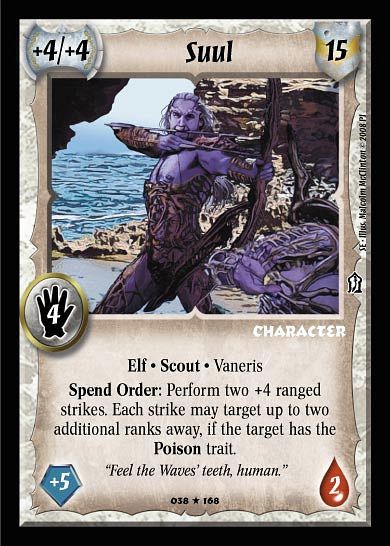 +4/+4
Suul
15
SE · Illus. Malcolm McClinton © 2008 P1
4
CHARACTER
Elf • Scout • Vaneris
Spend Order: Perform two +4 ranged
strikes. Each strike may target up to two
additional ranks away, if the target has the
Poison trait.
“Feel the Waves’ teeth, human.”
+5
038 ★ 168
2